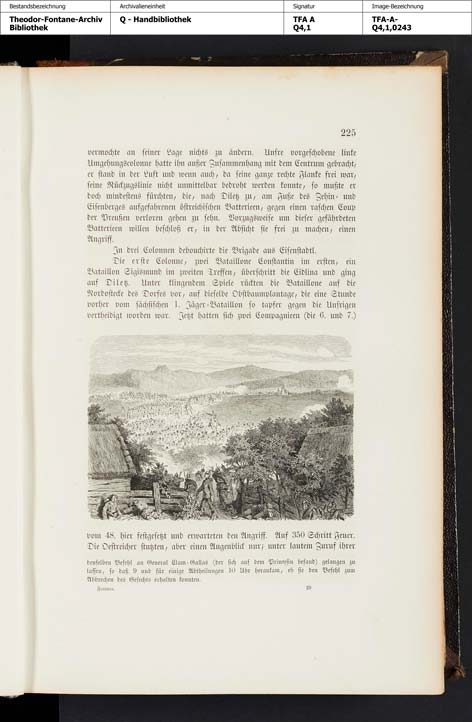 Bestandsbezeichnung Archivalieneinheit Signatur Image-Bezeichnung
Theodor-Fontane-Archiv Q - Handbibliothek TFA A TFA-A-
Bibliothek Q4,1 Q4,1,0243
225
vermochte an seiner Lage nichts zu ändern. Unsre vorgeschobene linke
Umgehungscolonne hatte ihn außer Zusammenhang mit dem Centrum gebracht,
er stand in der Luft und wenn auch, da seine ganze rechte Flanke frei war,
seine Rückzugslinie nicht unmittelbar bedroht werden konnte, so mußte er
doch mindestens fürchten, die, nach Diletz zu, am Fuße des Zebin- und
Eisenberges aufgefahrenen östreichischen Batterieen, gegen einen raschen Coup
der Preußen verloren gehen zu sehn. Vorzugsweise um dieser gefährdeten
Batterieen willen beschloß er, in der Absicht sie frei zu machen, einen
Angriff.
In drei Colonnen debouchirte die Brigade aus Eisenstadtl.
Die erste Colonne, zwei Bataillone Constantin im ersten, ein
Bataillon Sigismund im zweiten Treffen, überschritt die Cidlina und ging
auf Diletz. Unter klingendem Spiele rückten die Bataillone auf die
Nordostecke des Dorfes vor, auf dieselbe Obstbaumplantage, die eine Stunde
vorher vom sächsischen 1. Jäger-Bataillon so tapfer gegen die Unsrigen
vertheidigt worden war. Jetzt hatten sich zwei Compagnieen (die 6. und 7.)
vom 48. hier festgesetzt und erwarteten den Angriff. Auf 350 Schritt Feuer.
Die Oestreicher stutzten, aber einen Augenblick nur; unter lautem Zuruf ihrer
denselben Befehl an General Clam-Gallas (der sich auf dem Priwysin befand) gelangen zu
lassen, so daß 9 und für einige Abtheilungen 10 Uhr herankam, eh sie den Befehl zum
Abbrechen des Gefechts erhalten konnten.
Fontane. 29